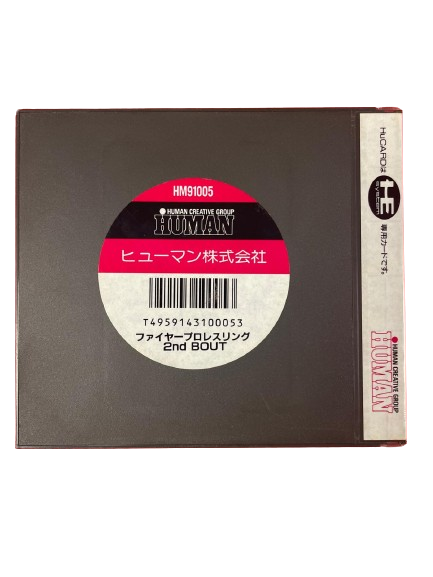 HM91005
HUMAN CREATIVE GROUP
HUMAN
ヒューマン株式会社
T4959143100053
ファイヤープロレスリング
2nd BOUT
HuCARDは
HE
専用カードです。
HUMAN CREATIVE GROUP
HUMAN